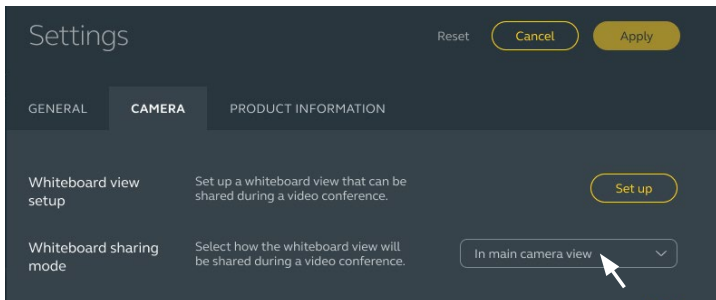 Settings
Reset
Cancel
Apply
GENERAL
CAMERA
PRODUCT INFORMATION
Whiteboard view
setup
Set up a whiteboard view that can be
shared during a video conference.
Set up
Whiteboard sharing
mode
Select how the whiteboard view will
be shared during a video conference.
In main camera view